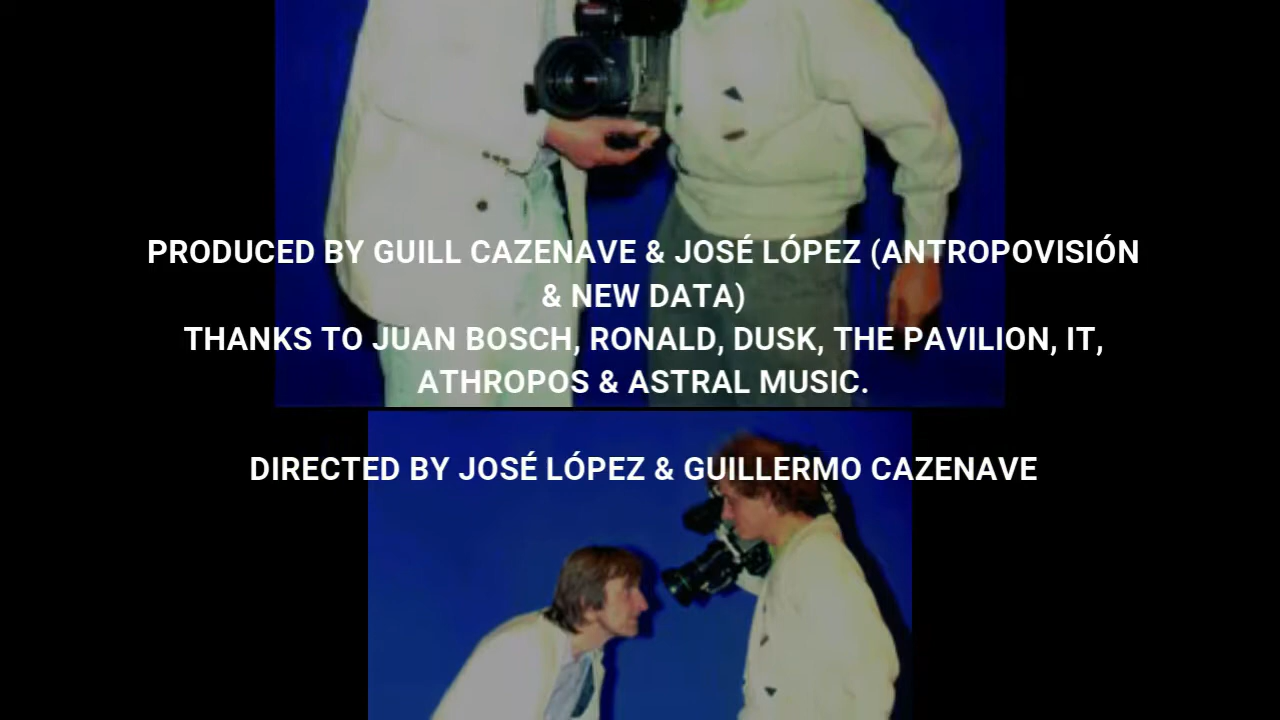 PRODUCED BY GUILL CAZENAVE & JOSÉ LÓPEZ (ANTROPOVISIÓN
& NEW DATA)
THANKS TO JUAN BOSCH, RONALD, DUSK, THE PAVILION, IT,
ATHROPOS & ASTRAL MUSIC.
DIRECTED BY JOSÉ LÓPEZ & GUILLERMO CAZENAVE